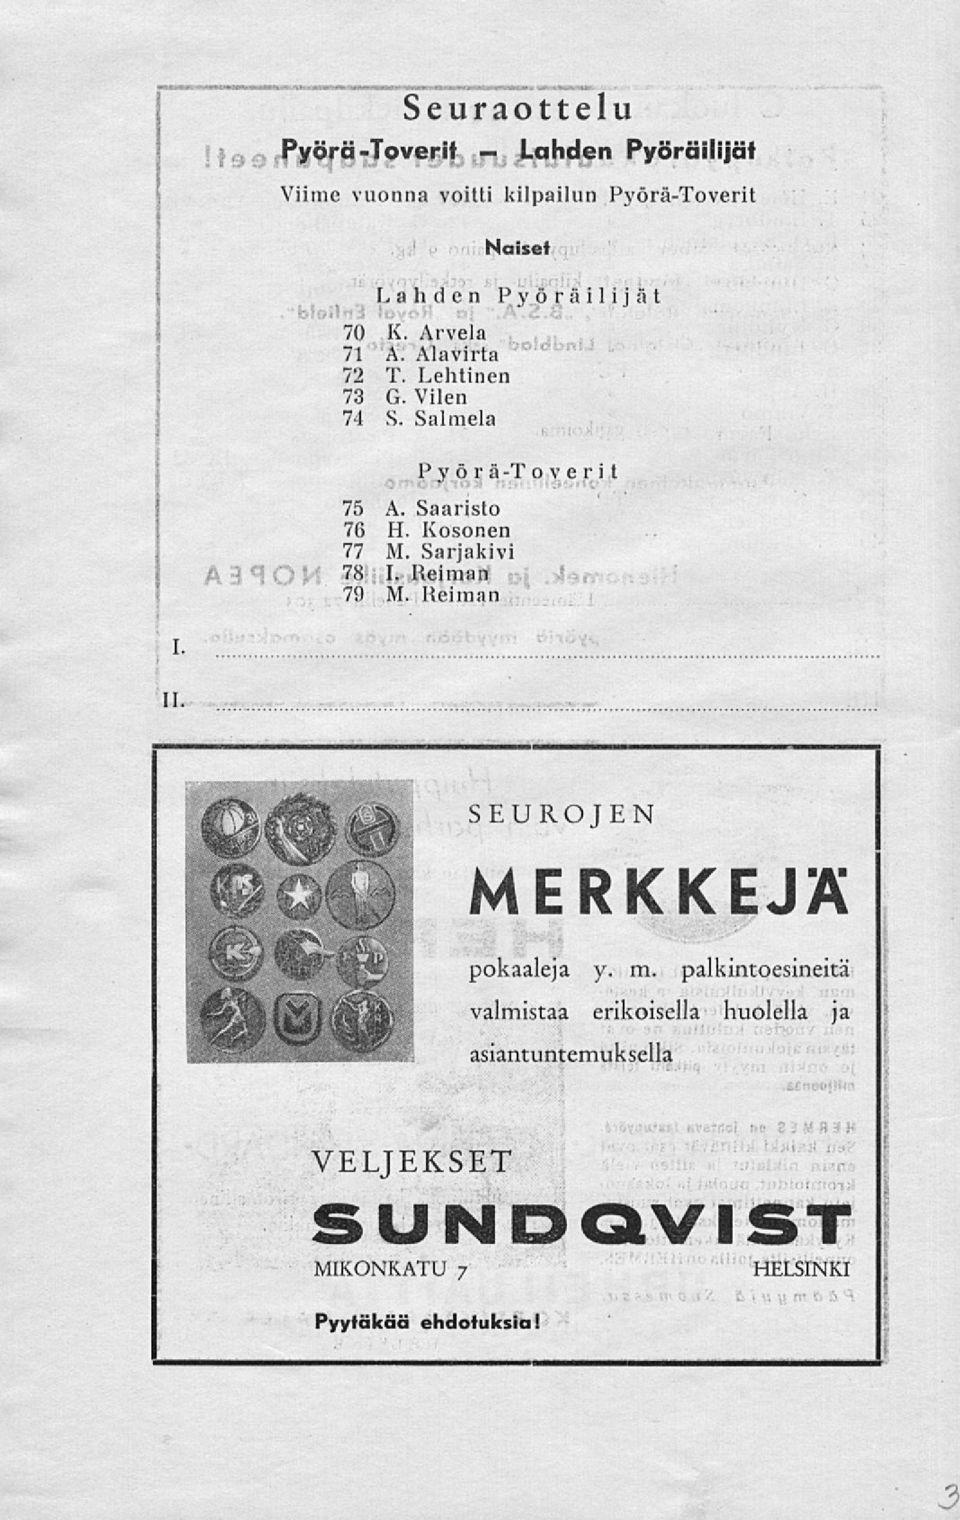 Seuraottelu
Pyörä-Toverit — Lahden Pyöräilijät
Viime vuonna voitti kilpailun Pyörä-Toverit
Naiset
Lahden Pyöräilijät
70 K. Arvela
71 A. Alavirta
72 T. Lehtinen
73 G. Vilen
74 S. Salmela
Pyörä-Toverit
75 A. Saaristo
76 H. Kosonen
77 M. Sarjakivi
78 I. Reiman
79 M. Reiman
I.
II.
SEUROJEN
MERKKEJÄ
pokaaleja y. m. palkintoesineitä
valmistaa erikoisella huolella ja
asiantuntemuksella
VELJEKSET
SUNDQVIST
MIKONKATU 7 HELSINKI
Pyytäkää ehdotuksia!
3